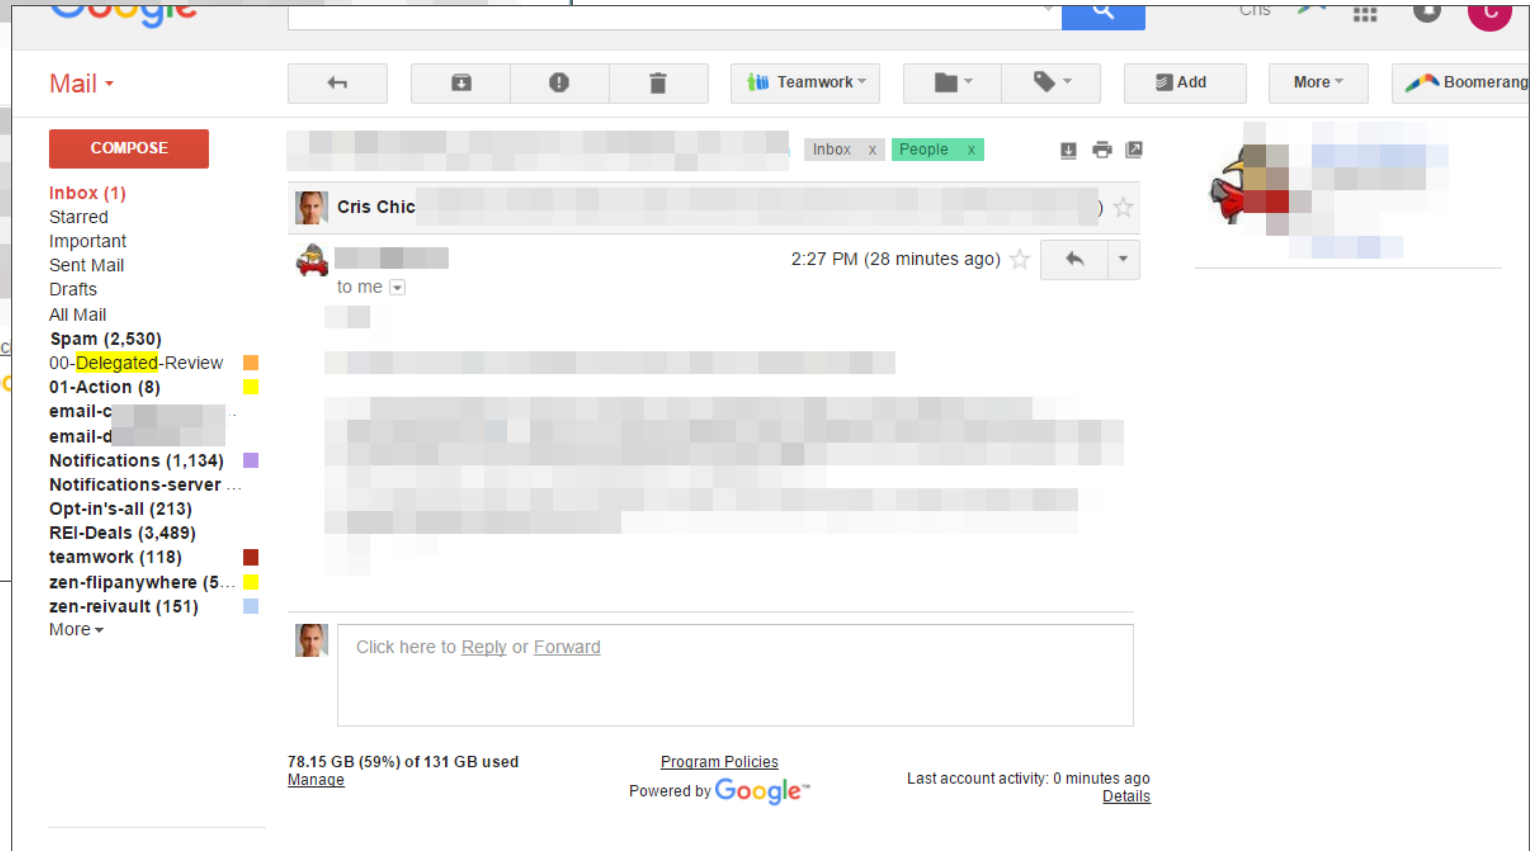 Google
Cris
Mail
Teamwork
Add
More
Boomerang
COMPOSE
Inbox x
People x
Inbox (1)
Starred
Important
Sent Mail
Drafts
All Mail
Spam (2,530)
00-Delegated-Review
01-Action (8)
email-c
email-d
Notifications (1,134)
Notifications-server ...
Opt-in's-all (213)
REI-Deals (3,489)
teamwork (118)
zen-flipanywhere (5...
zen-reivault (151)
More
Cris Chic
)
2:27 PM (28 minutes ago)
to me
Click here to Reply or Forward
78.15 GB (59%) of 131 GB used
Manage
Program Policies
Powered by Google™
Last account activity: 0 minutes ago
Details